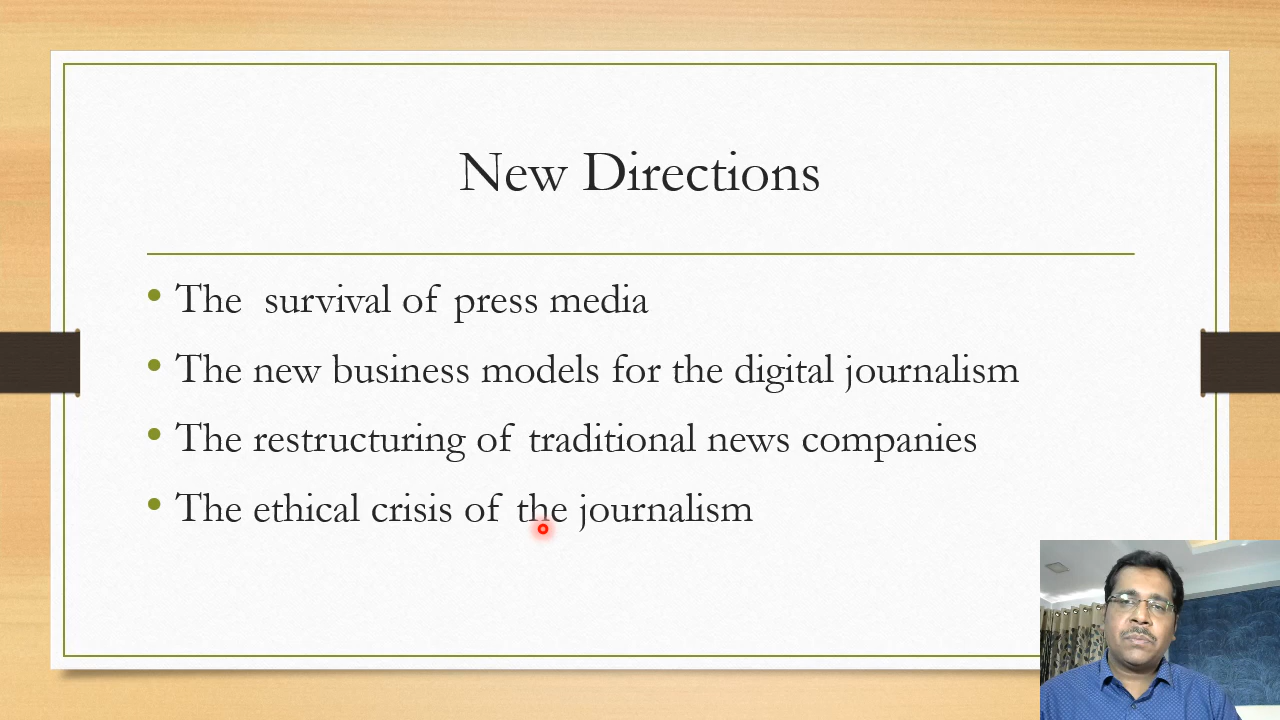 New Directions
• The  survival of press media
• The new business models for the digital journalism
• The restructuring of traditional news companies
• The ethical crisis of the journalism